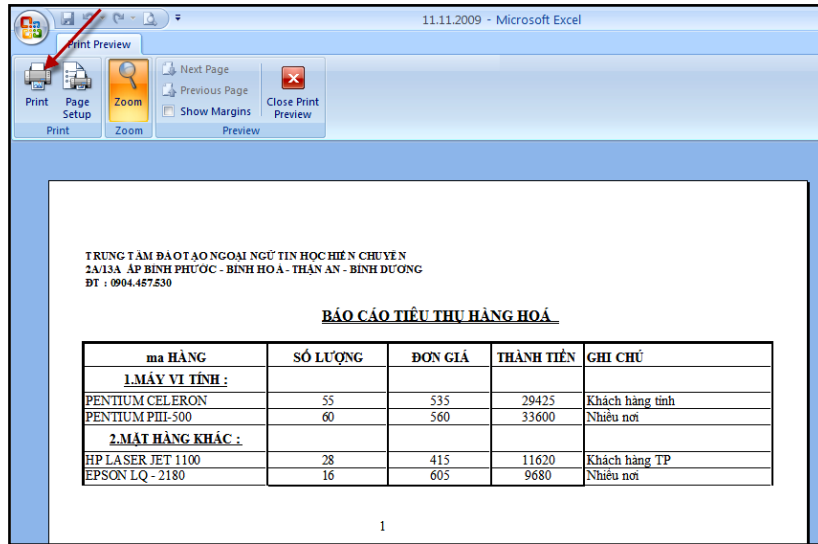 11.11.2009 - Microsoft Excel
Print Preview
Print
Page Setup
Zoom
Next Page
Previous Page
Show Margins
Close Print Preview
Print
Zoom
Preview
TRUNG TÂM ĐÀO TẠO NGOẠI NGỮ TIN HỌC HIẾN CHUYÊN
2A/13A ẤP BÌNH PHƯỚC - BÌNH HOÀ - THẬN AN - BÌNH DƯƠNG
ĐT : 0904.457.530
BÁO CÁO TIÊU THỤ HÀNG HOÁ
ma HÀNG SỐ LƯỢNG ĐƠN GIÁ THÀNH TIỀN GHI CHÚ
1.MÁY VI TÍNH :
PENTIUM CELERON 55 535 29425 Khách hàng tỉnh
PENTIUM PIII-500 60 560 33600 Nhiều nơi
2.MẶT HÀNG KHÁC :
HP LASER JET 1100 28 415 11620 Khách hàng TP
EPSON LQ - 2180 16 605 9680 Nhiều nơi
1